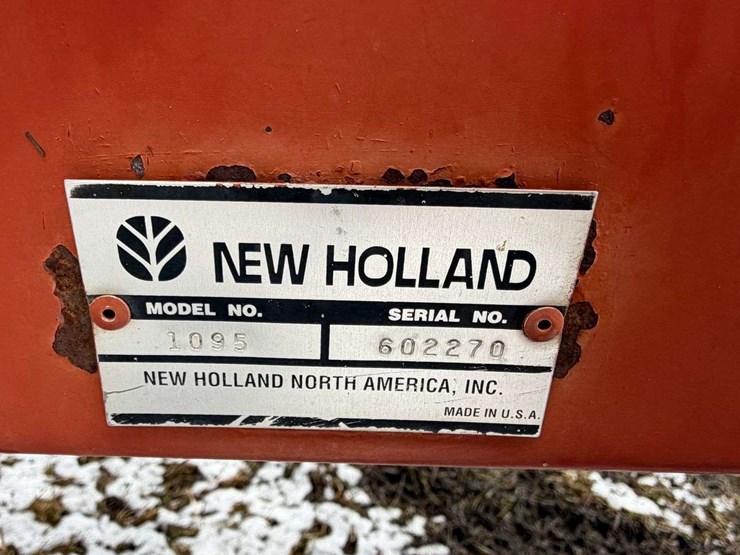 NEW HOLLAND
MODEL NO. SERIAL NO.
1095 602270
NEW HOLLAND NORTH AMERICA, INC.
MADE IN U.S.A.